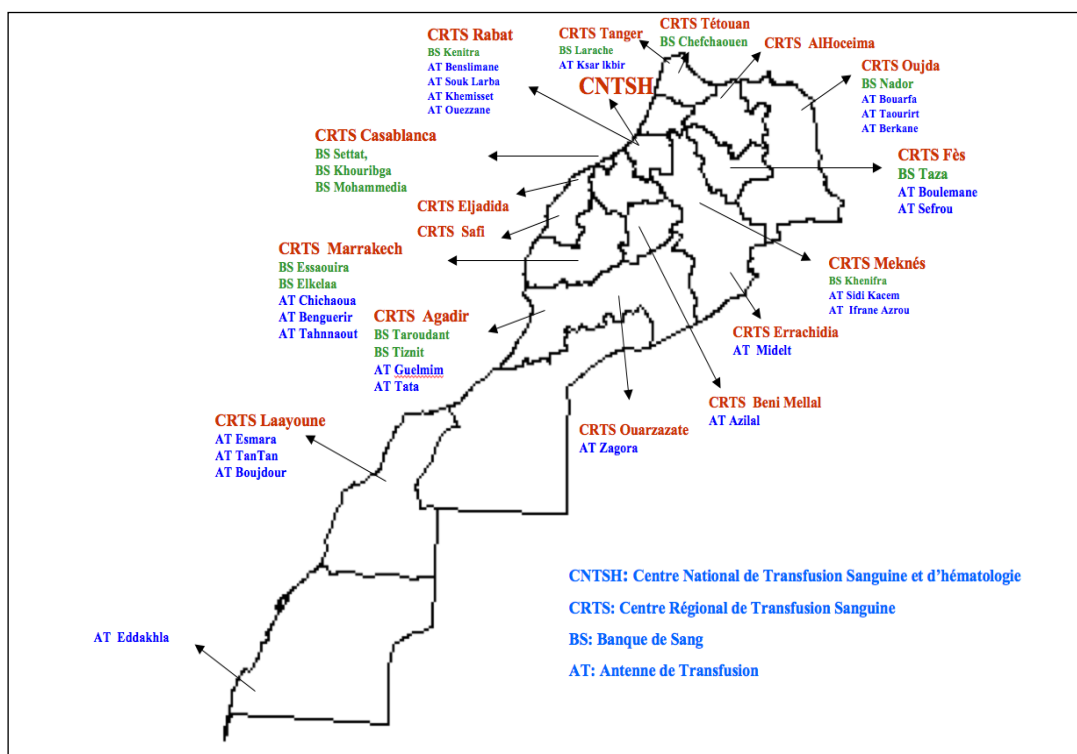 CRTS Rabat
BS Kenitra
AT Benslimane
AT Souk Larba
AT Khemisset
AT Ouezzane
CRTS Tanger
BS Larache
AT Ksar lkbir
CRTS Tétouan
BS Chefchaouen
CRTS AlHoceima
CRTS Oujda
BS Nador
AT Bouarfa
AT Taourirt
AT Berkane
CNTSH
CRTS Casablanca
BS Settat,
BS Khouribga
BS Mohammedia
CRTS Fès
BS Taza
AT Boulemane
AT Sefrou
CRTS Eljadida
CRTS Safi
CRTS Marrakech
BS Essaouira
BS Elkelaa
AT Chichaoua
AT Benguerir
AT Tahnnaout
CRTS Meknés
BS Khenifra
AT Sidi Kacem
AT Ifrane Azrou
CRTS Agadir
BS Taroudant
BS Tiznit
AT Guelmim
AT Tata
CRTS Errachidia
AT Midelt
CRTS Beni Mellal
AT Azilal
CRTS Ouarzazate
AT Zagora
CRTS Laayoune
AT Esmara
AT TanTan
AT Boujdour
AT Eddakhla
CNTSH: Centre National de Transfusion Sanguine et d'hématologie
CRTS: Centre Régional de Transfusion Sanguine
BS: Banque de Sang
AT: Antenne de Transfusion